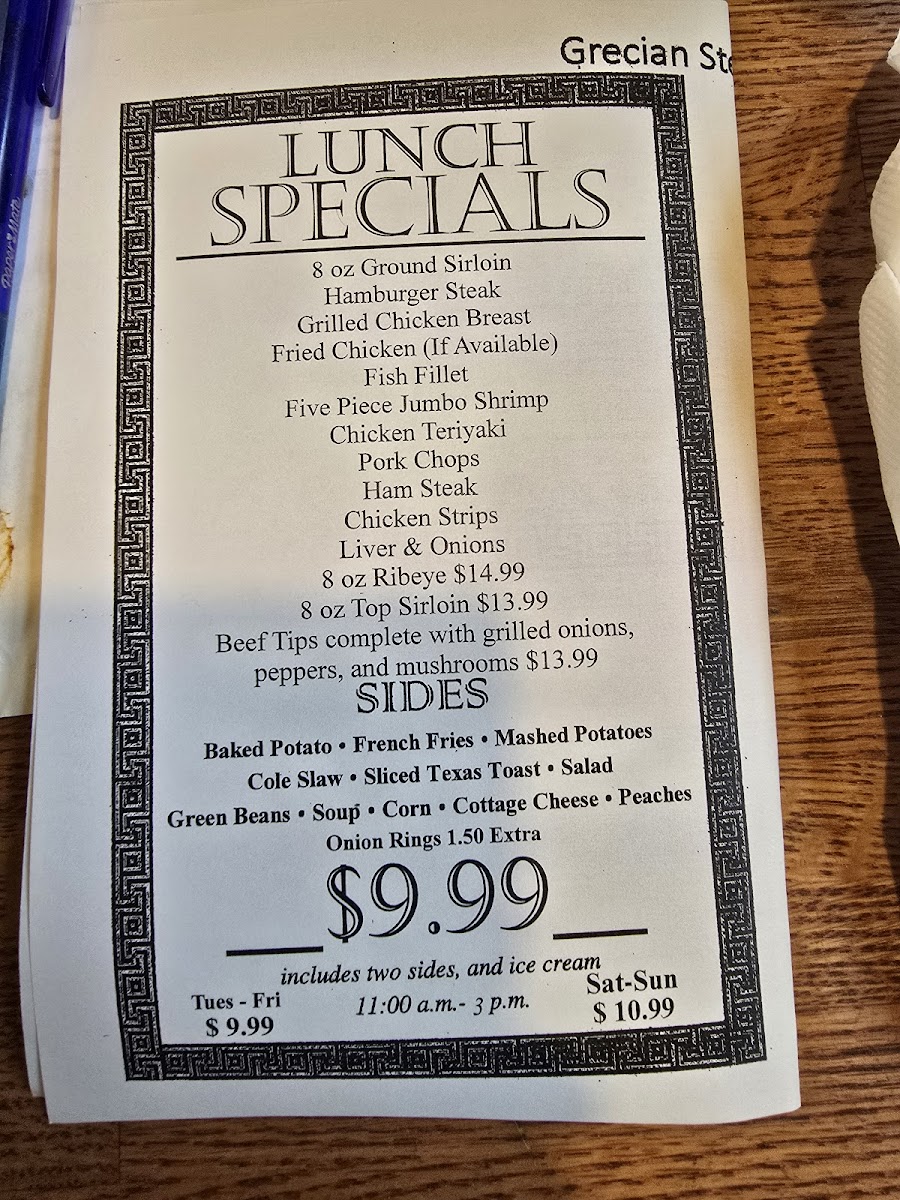 Paper Mate
Grecian
LUNCH
SPECIALS
8 oz Ground Sirloin
Hamburger Steak
Grilled Chicken Breast
Fried Chicken (If Available)
Fish Fillet
Five Piece Jumbo Shrimp
Chicken Teriyaki
Pork Chops
Ham Steak
Chicken Strips
Liver & Onions
8 oz Ribeye $14.99
8 oz Top Sirloin $13.99
Beef Tips complete with grilled onions,
peppers, and mushrooms $13.99
SIDES
Baked Potato • French Fries • Mashed Potatoes
Cole Slaw • Sliced Texas Toast • Salad
Green Beans • Soup • Corn • Cottage Cheese • Peaches
Onion Rings 1.50 Extra
$9.99
includes two sides, and ice cream
Tues - Fri 11:00 a.m.- 3 p.m. Sat-Sun
$ 9.99 $ 10.99